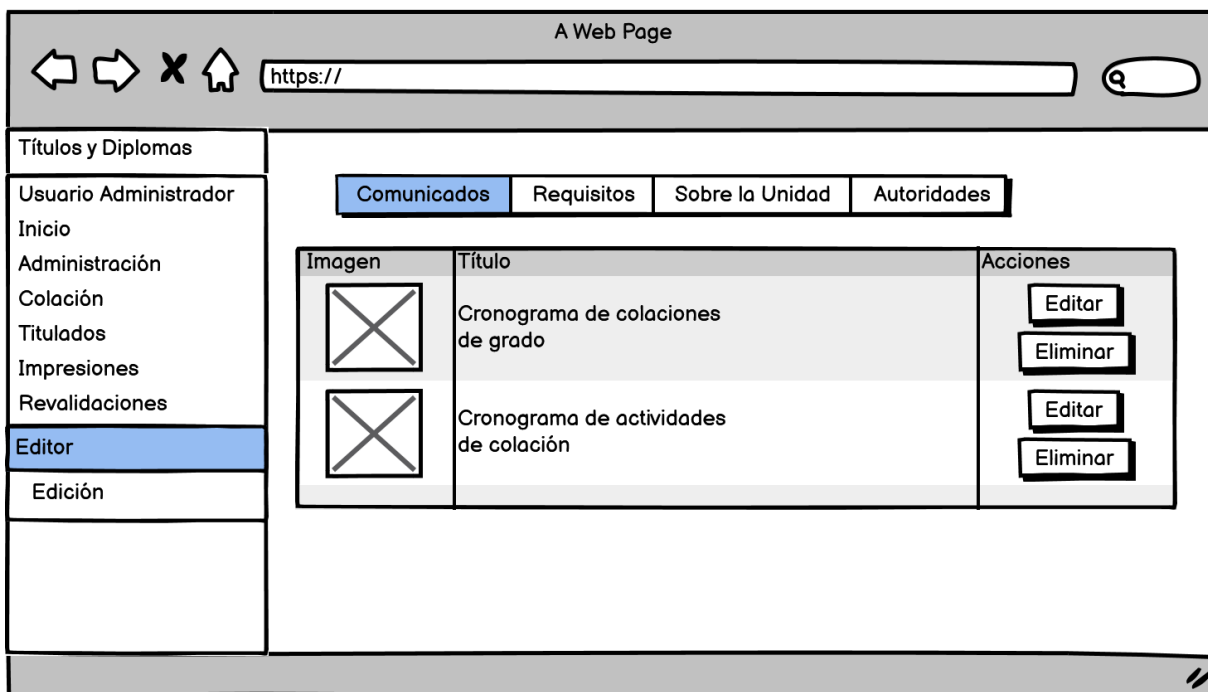 A Web Page
https://
Títulos y Diplomas
Usuario Administrador
Inicio
Administración
Colación
Titulados
Impresiones
Revalidaciones
Editor
Edición
Comunicados Requisitos Sobre la Unidad Autoridades
Imagen Título Acciones
Cronograma de colaciones
de grado
Editar
Eliminar
Cronograma de actividades
de colación
Editar
Eliminar